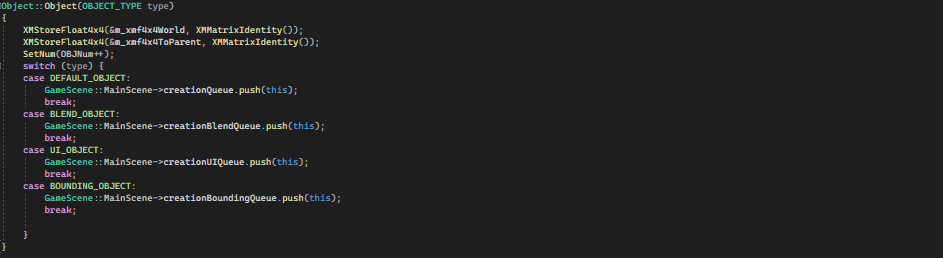 Object::Object(OBJECT_TYPE type)
{
    XMStoreFloat4x4(&m_xmf4x4World, XMMatrixIdentity());
    XMStoreFloat4x4(&m_xmf4x4ToParent, XMMatrixIdentity());
    SetNum(OBJNum++);
    switch (type) {
    case DEFAULT_OBJECT:
        GameScene::MainScene->creationQueue.push(this);
        break;
    case BLEND_OBJECT:
        GameScene::MainScene->creationBlendQueue.push(this);
        break;
    case UI_OBJECT:
        GameScene::MainScene->creationUIQueue.push(this);
        break;
    case BOUNDING_OBJECT:
        GameScene::MainScene->creationBoundingQueue.push(this);
        break;

    }
}